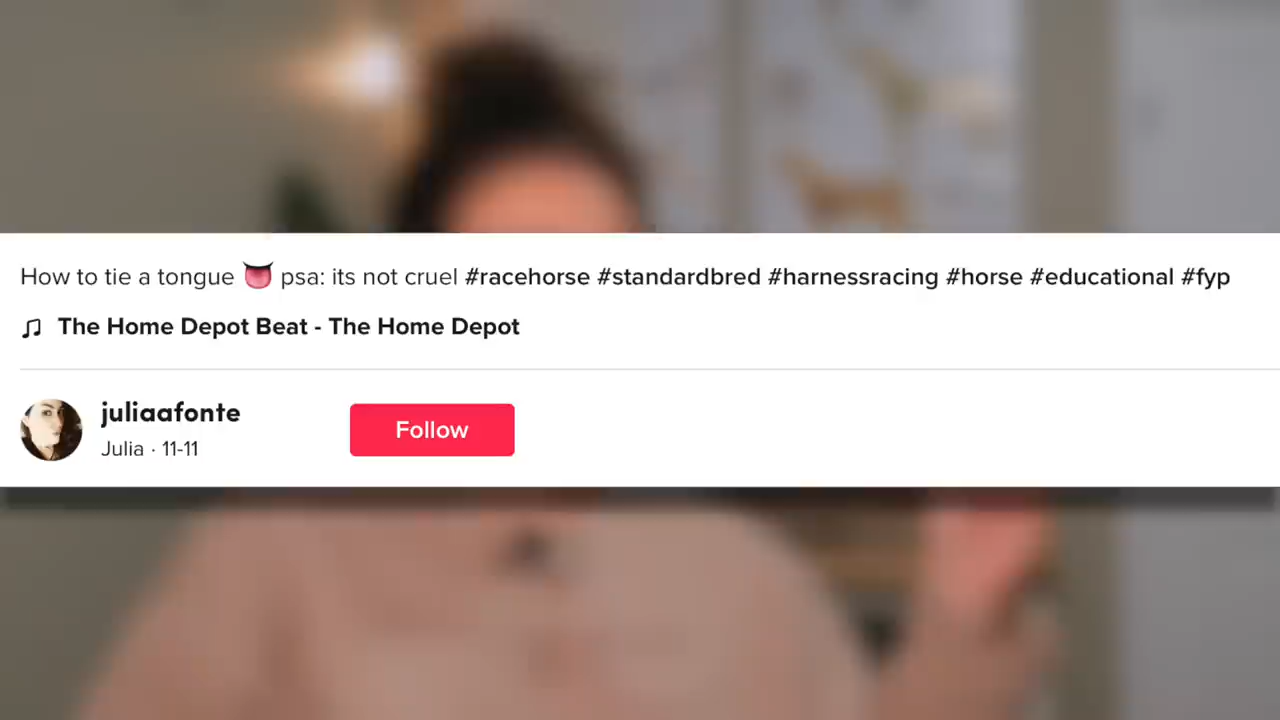 How to tie a tongue 👅 psa: its not cruel #racehorse #standardbred #harnessracing #horse #educational #fyp
The Home Depot Beat - The Home Depot
juliaafonte
Julia · 11-11
Follow